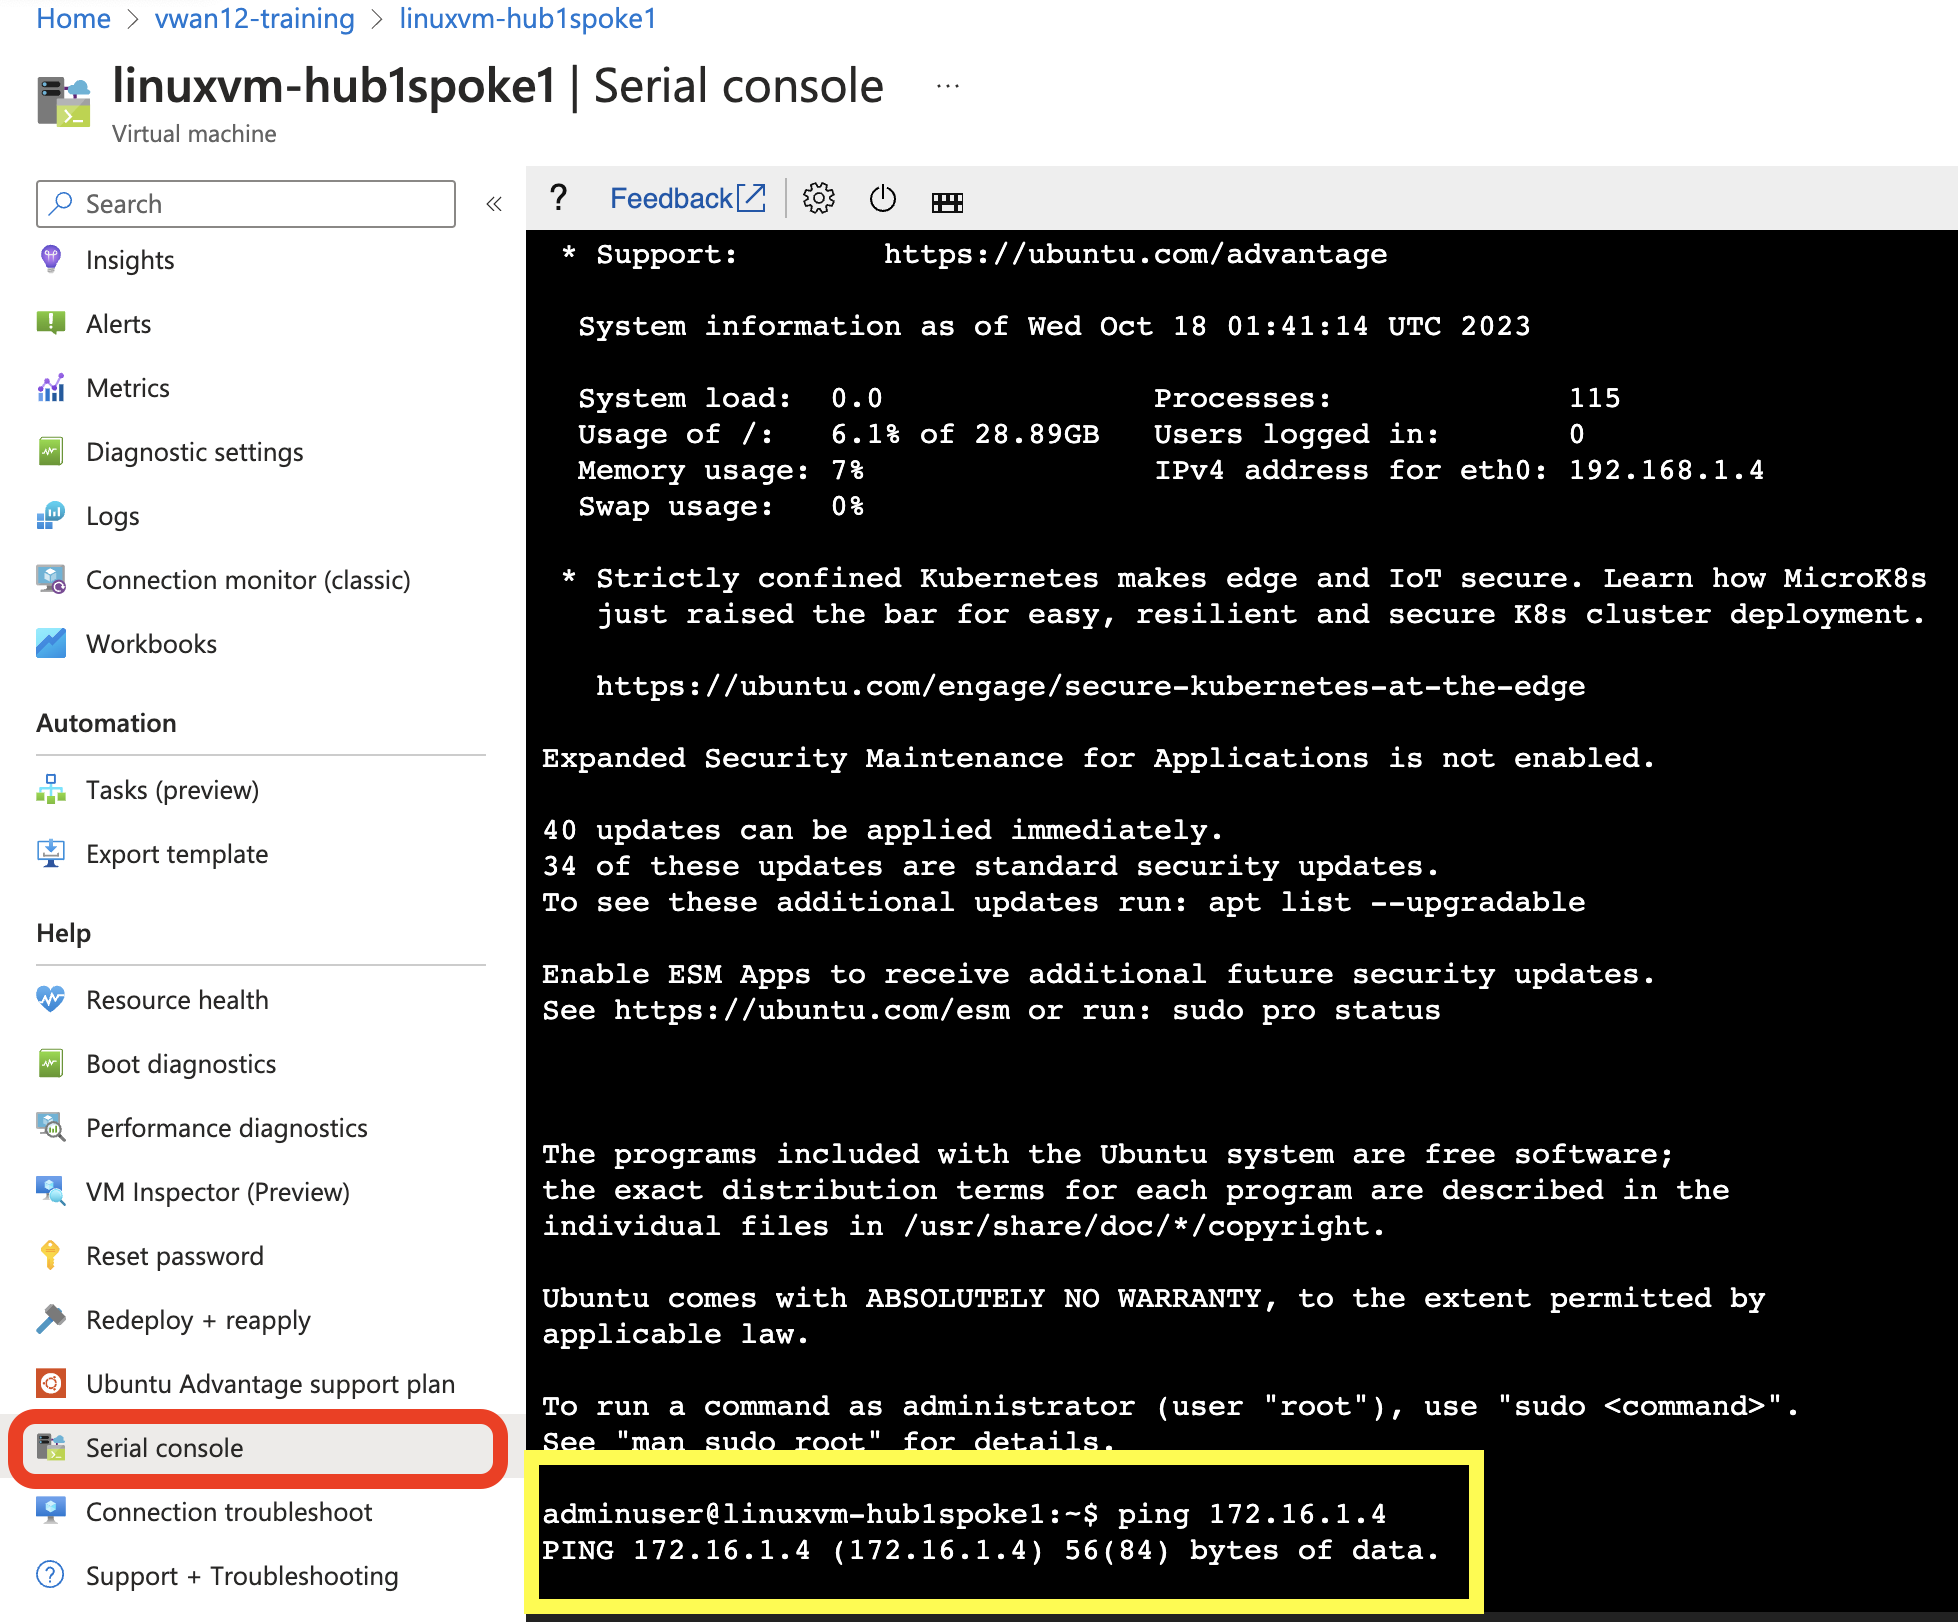 Home > vwan12-training > linuxvm-hub1spoke1
linuxvm-hub1spoke1 | Serial console ...
Virtual machine
Search «
Insights
Alerts
Metrics
Diagnostic settings
Logs
Connection monitor (classic)
Workbooks
Automation
Tasks (preview)
Export template
Help
Resource health
Boot diagnostics
Performance diagnostics
VM Inspector (Preview)
Reset password
Redeploy + reapply
Ubuntu Advantage support plan
Serial console
Connection troubleshoot
Support + Troubleshooting
? Feedback
* Support: https://ubuntu.com/advantage
System information as of Wed Oct 18 01:41:14 UTC 2023
System load: 0.0 Processes: 115
Usage of /: 6.1% of 28.89GB Users logged in: 0
Memory usage: 7% IPv4 address for eth0: 192.168.1.4
Swap usage: 0%
* Strictly confined Kubernetes makes edge and IoT secure. Learn how MicroK8s
just raised the bar for easy, resilient and secure K8s cluster deployment.
https://ubuntu.com/engage/secure-kubernetes-at-the-edge
Expanded Security Maintenance for Applications is not enabled.
40 updates can be applied immediately.
34 of these updates are standard security updates.
To see these additional updates run: apt list --upgradable
Enable ESM Apps to receive additional future security updates.
See https://ubuntu.com/esm or run: sudo pro status
The programs included with the Ubuntu system are free software;
the exact distribution terms for each program are described in the
individual files in /usr/share/doc/*/copyright.
Ubuntu comes with ABSOLUTELY NO WARRANTY, to the extent permitted by
applicable law.
To run a command as administrator (user "root"), use "sudo <command>".
See "man sudo_root" for details.
adminuser@linuxvm-hub1spoke1:~$ ping 172.16.1.4
PING 172.16.1.4 (172.16.1.4) 56(84) bytes of data.